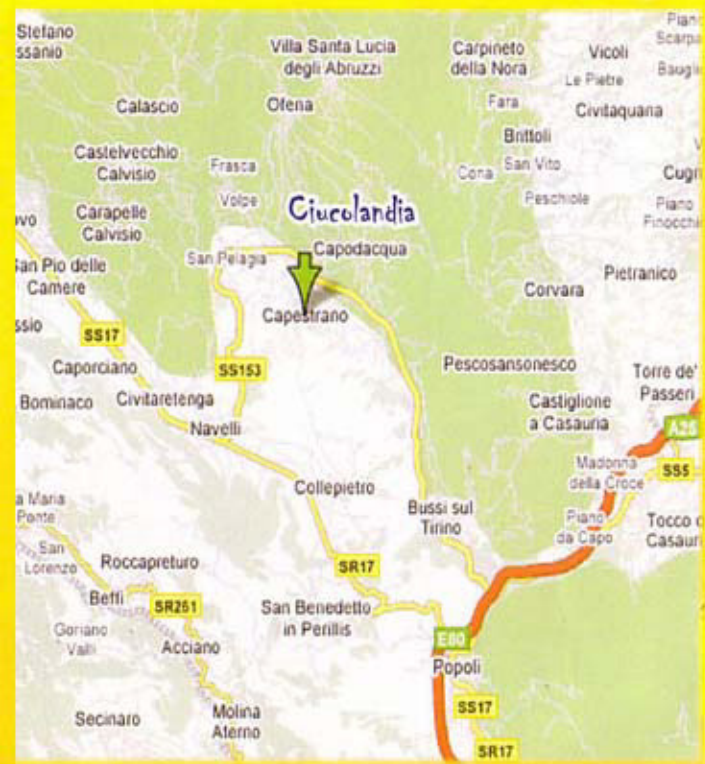 Stefano
ssanio
Villa Santa Lucia
degli Abruzzi
Carpineto
della Nora
Vicoli
Le Pietre
Piano
Scarpa
Calascio
Ofena
Fara
Civitaquana
Brittoli
Castelvecchio
Calvisio
Frasca
Cona
San Vito
Cugn
Volpe
Peschiole
Piano
Finocchi
Carapelle
Calvisio
Ciucolandia
San Pelagia
Capodacqua
San Pio delle
Camere
Corvara
Pietranico
Capestrano
SS17
Caporciano
SS153
Pescosansonesco
Torre de'
Passeri
Bominaco
Civitaretenga
Castiglione
a Casauria
A25
Navelli
Madonna
della Croce
SS5
Collepietro
Bussi sul
Tirino
Piano
da Capo
Tocco
Casauri
a Maria
Ponte
San
Lorenzo
Roccapreturo
SR17
Beffi
SR261
San Benedetto
in Perillis
Goriano
Valli
Acciano
E80
Popoli
Secinaro
Molina
Aterno
SS17
SR17